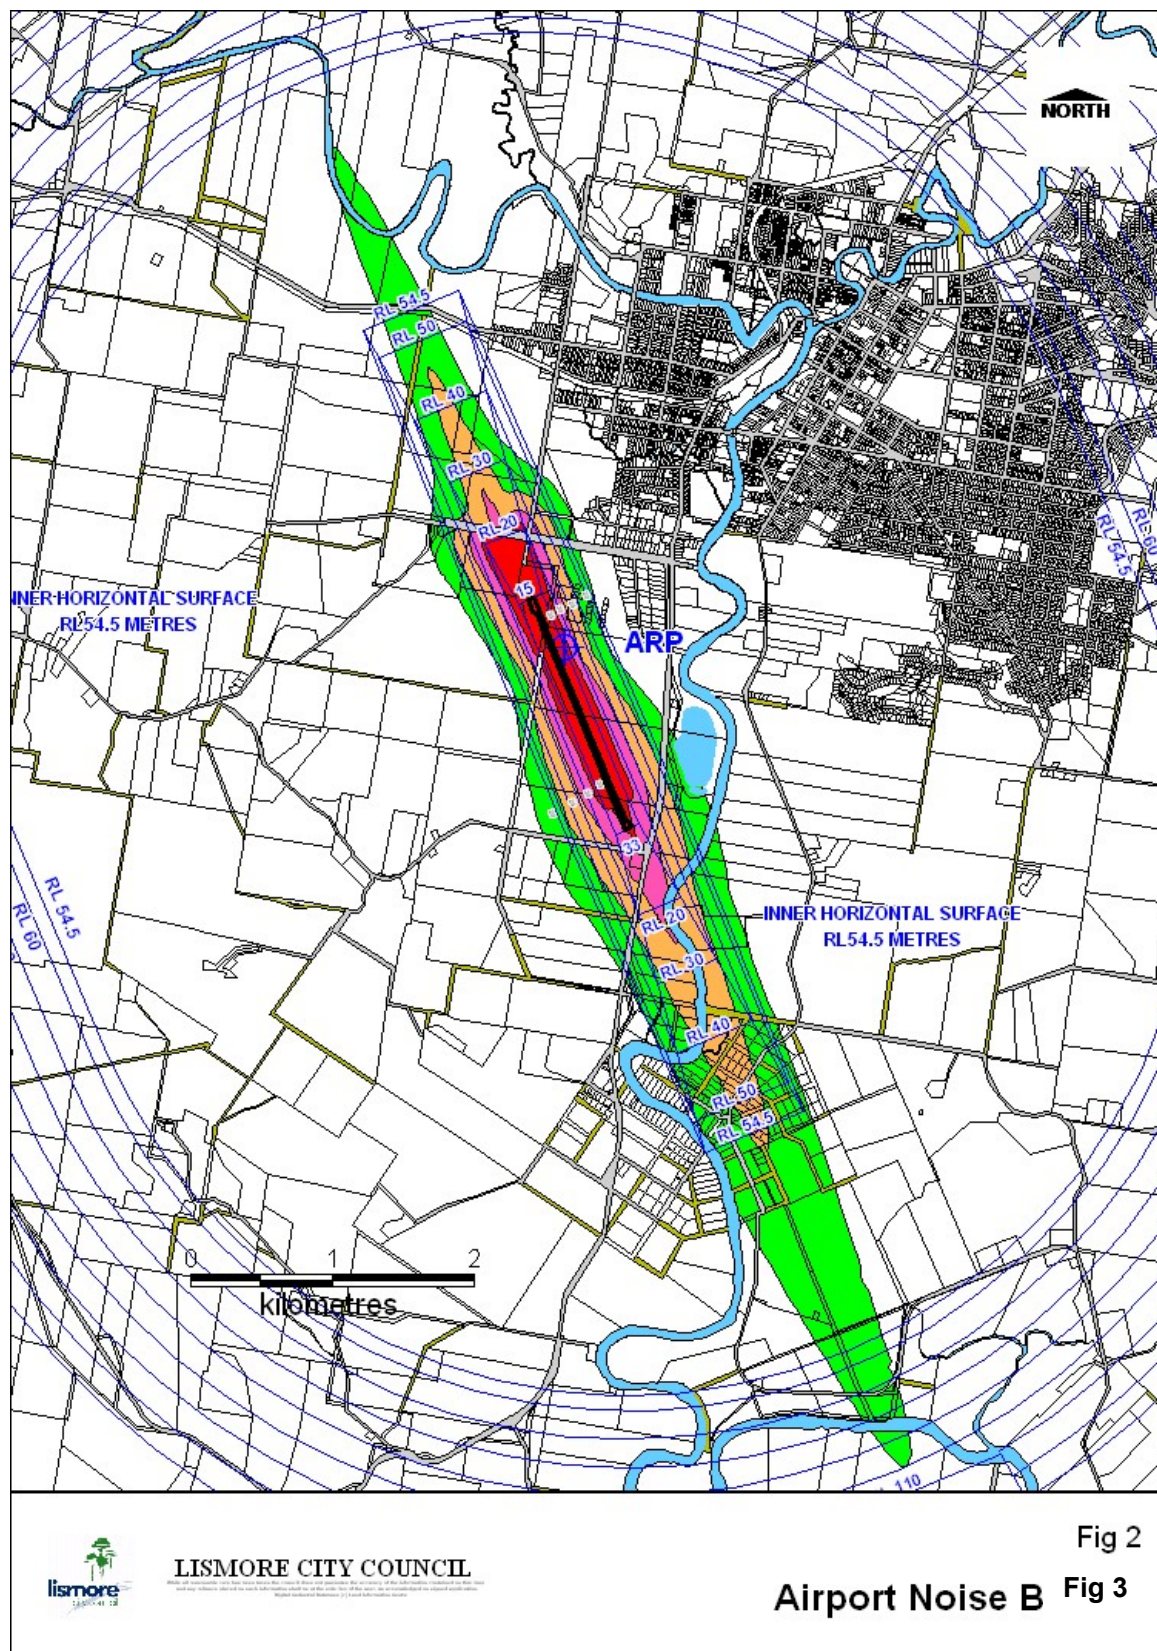 NORTH
RL 54.5
RL 50
RL 40
RL 30
RL 20
15
ARP
NNER HORIZONTAL SURFACE
RL54.5 METRES
RL 60
RL 54.5
33
RL 54.5
RL 60
RL 20
INNER HORIZONTAL SURFACE
RL54.5 METRES
RL 30
RL 40
RL 50
RL 54.5
0 1 2
kilometres
110
Fig 2
lismore
LISMORE CITY COUNCIL
Airport Noise B
Fig 3